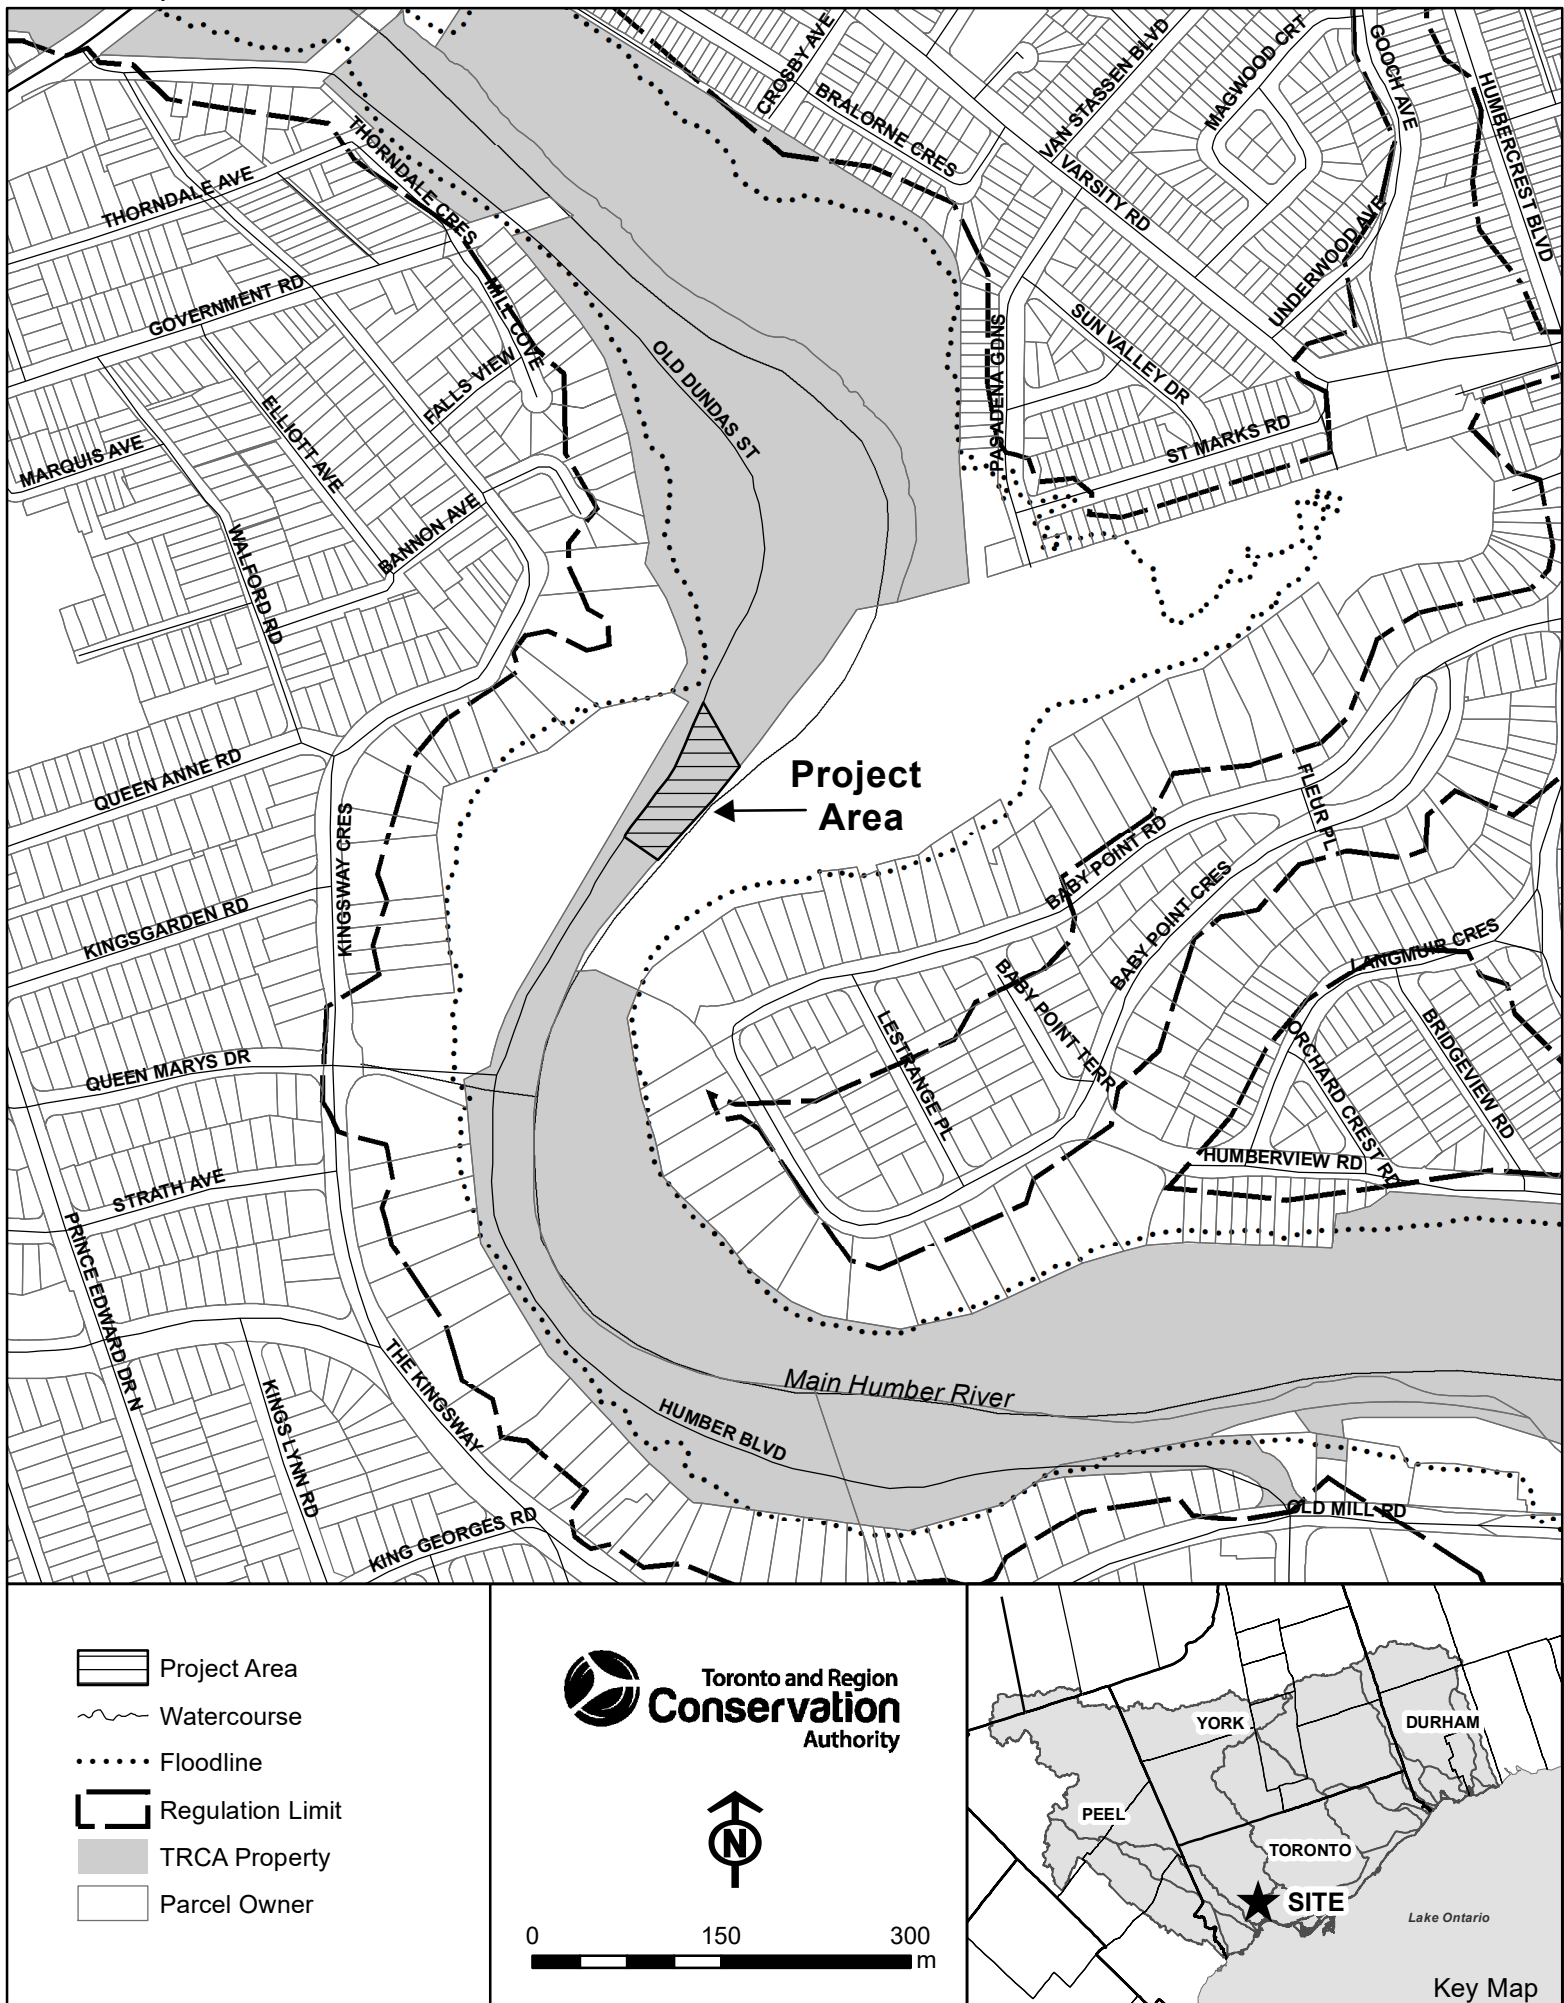 CROSBY AVE
BRALORNE CRES
VAN STASSEN BLVD
MAGWOOD CRT
GOOCH AVE
HUMBERCREST BLVD
THORNDALE AVE
THORNDALE CRES
VARSITY RD
UNDERWOOD AVE
GOVERNMENT RD
MILL COVE
FALLS VIEW
OLD DUNDAS ST
PASADENA GDNS
SUN VALLEY DR
ST MARKS RD
MARQUIS AVE
ELLIOTT AVE
BANNON AVE
WALFORD RD
QUEEN ANNE RD
KINGSWAY CRES
Project
Area
FLEUR PL
BABY POINT RD
BABY POINT CRES
KINGSGARDEN RD
LANGMUIR CRES
BABY POINT TERR
LESTRANGE PL
ORCHARD CREST RD
BRIDGEVIEW RD
QUEEN MARYS DR
HUMBERVIEW RD
STRATH AVE
PRINCE EDWARD DR N
THE KINGSWAY
KINGS LYNN RD
Main Humber River
HUMBER BLVD
KING GEORGES RD
OLD MILL RD
Project Area
Watercourse
Floodline
Regulation Limit
TRCA Property
Parcel Owner
Toronto and Region
Conservation
Authority
N
0 150 300
m
YORK
DURHAM
PEEL
TORONTO
SITE
Lake Ontario
Key Map